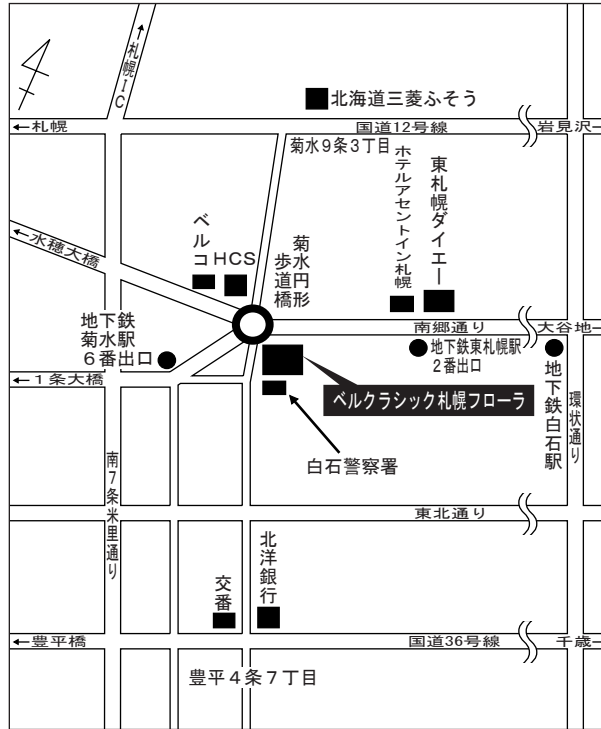 ←札幌IC
北海道三菱ふそう
←札幌
国道12号線
岩見沢→
菊水9条3丁目
ホテルアセントイン札幌
東札幌ダイエー
←水穂大橋
ベルコ
HCS
菊水円形
歩道橋
地下鉄
菊水駅
6番出口
南郷通り
大谷地→
地下鉄東札幌駅
2番出口
地下鉄白石駅
環状通り
←1条大橋
ベルクラシック札幌フローラ
白石警察署
南7条米里通り
東北通り
交番
北洋銀行
←豊平橋
国道36号線
千歳→
豊平4条7丁目